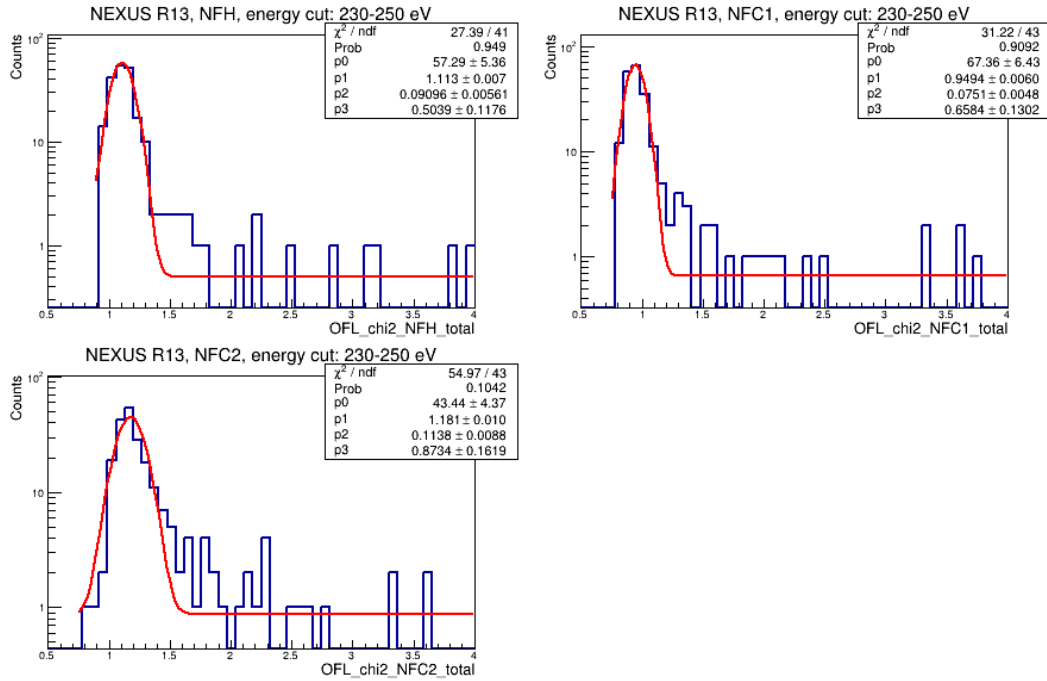 NEXUS R13, NFH, energy cut: 230-250 eV
Counts
10²
10
1
χ² / ndf 27.39 / 41
Prob 0.949
p0 57.29 ± 5.36
p1 1.113 ± 0.007
p2 0.09096 ± 0.00561
p3 0.5039 ± 0.1176
0.5 1 1.5 2 2.5 3 3.5 4
OFL_chi2_NFH_total
NEXUS R13, NFC1, energy cut: 230-250 eV
Counts
10²
10
1
χ² / ndf 31.22 / 43
Prob 0.9092
p0 67.36 ± 6.43
p1 0.9494 ± 0.0060
p2 0.0751 ± 0.0048
p3 0.6584 ± 0.1302
0.5 1 1.5 2 2.5 3 3.5 4
OFL_chi2_NFC1_total
NEXUS R13, NFC2, energy cut: 230-250 eV
Counts
10²
10
1
χ² / ndf 54.97 / 43
Prob 0.1042
p0 43.44 ± 4.37
p1 1.181 ± 0.010
p2 0.1138 ± 0.0088
p3 0.8734 ± 0.1619
0.5 1 1.5 2 2.5 3 3.5 4
OFL_chi2_NFC2_total